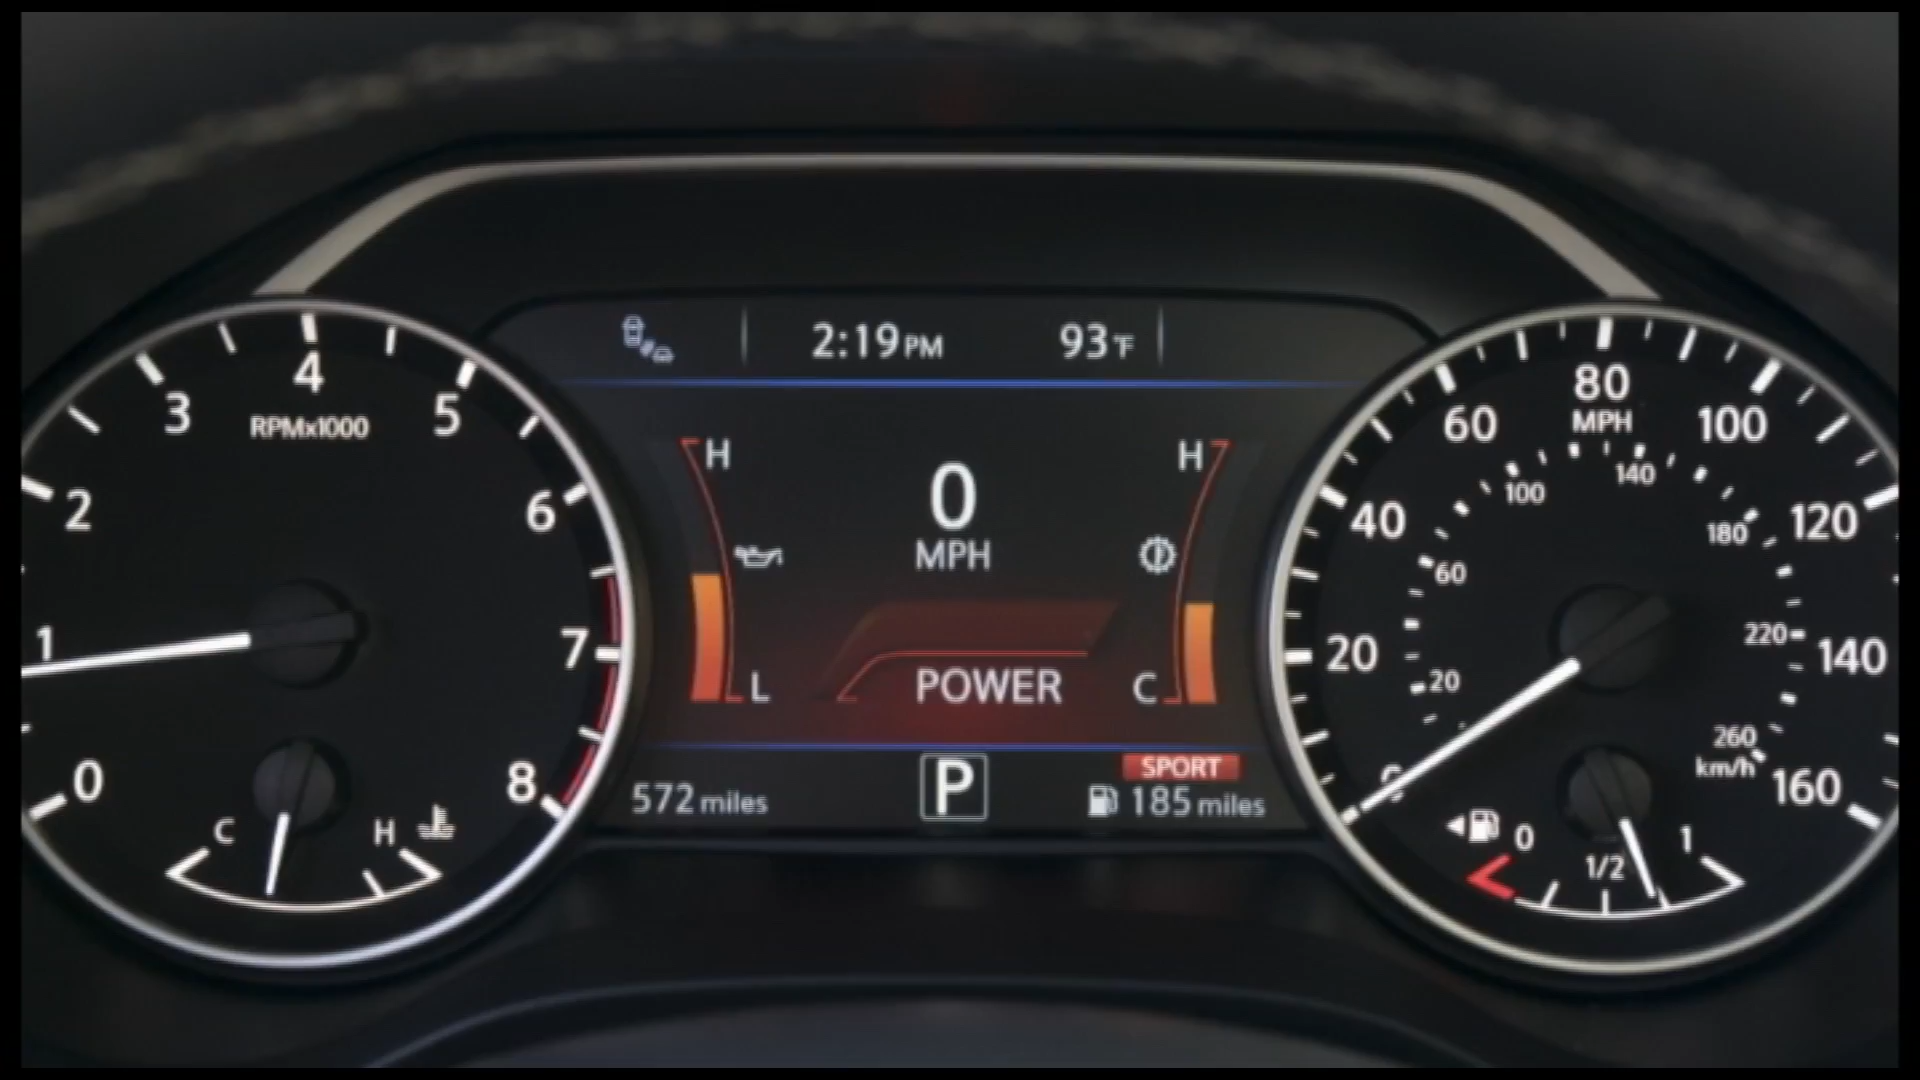 2:19 PM 93°F
4
3 5
RPMx1000
2 6
1 7
0 8
C H
H H
0
MPH
POWER
L C
P
SPORT
572 miles 185 miles
80
MPH
60 100
40 120
20 140
160
100 140
60 180
20 220
260
km/h
0 1/2 1